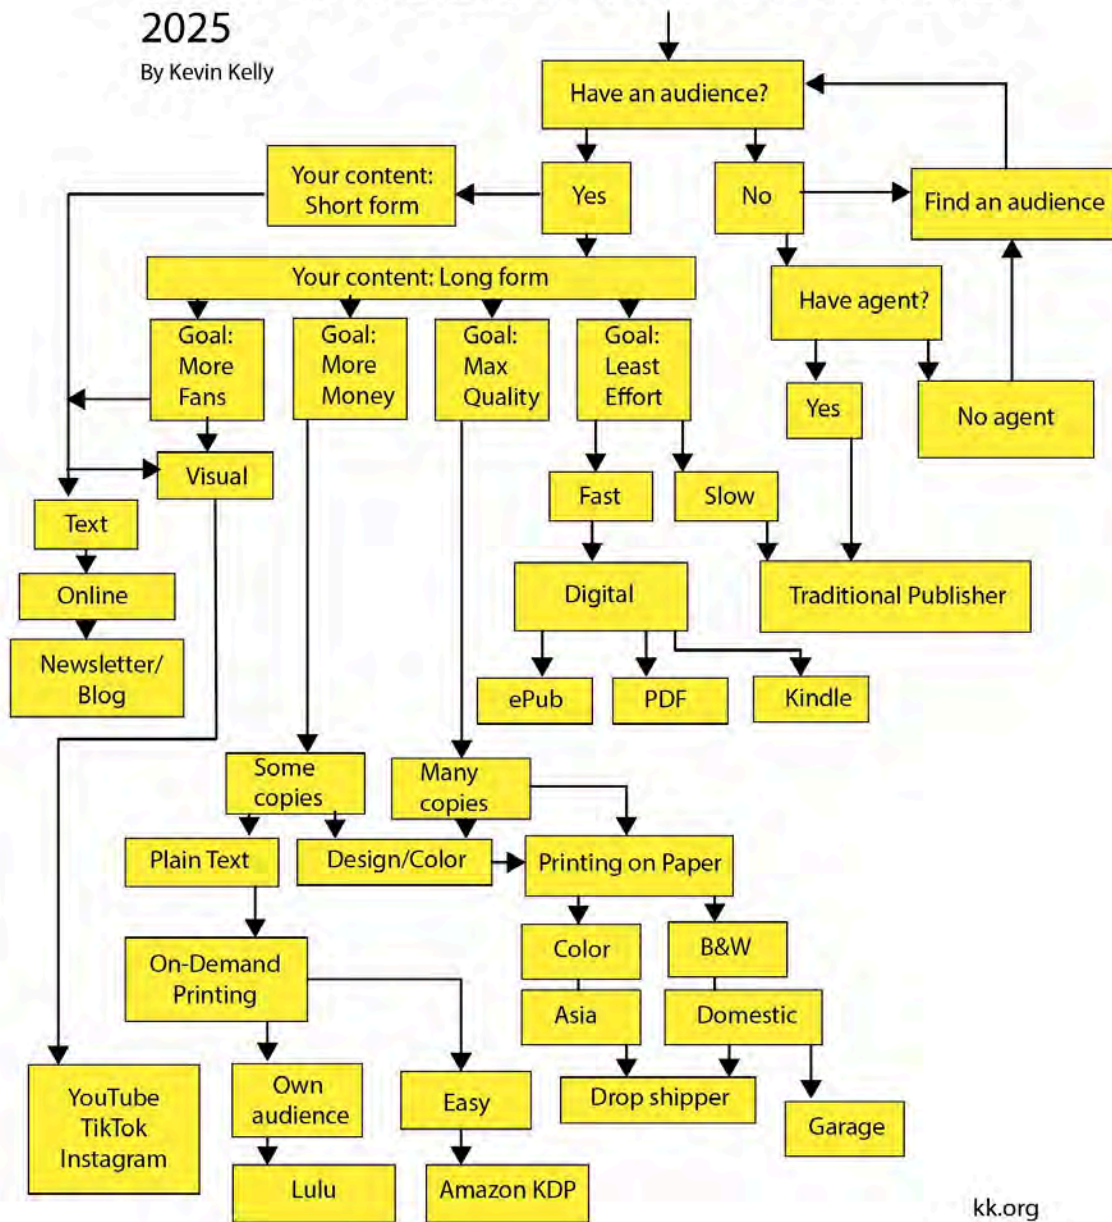 2025
By Kevin Kelly
Have an audience?
Your content:
Short form
Yes
No
Find an audience
Your content: Long form
Have agent?
Goal:
More
Fans
Goal:
More
Money
Goal:
Max
Quality
Goal:
Least
Effort
Yes
No agent
Visual
Fast
Slow
Text
Online
Digital
Traditional Publisher
Newsletter/
Blog
ePub
PDF
Kindle
Some
copies
Many
copies
Plain Text
Design/Color
Printing on Paper
On-Demand
Printing
Color
B&W
Asia
Domestic
YouTube
TikTok
Instagram
Own
audience
Easy
Drop shipper
Garage
Lulu
Amazon KDP
kk.org